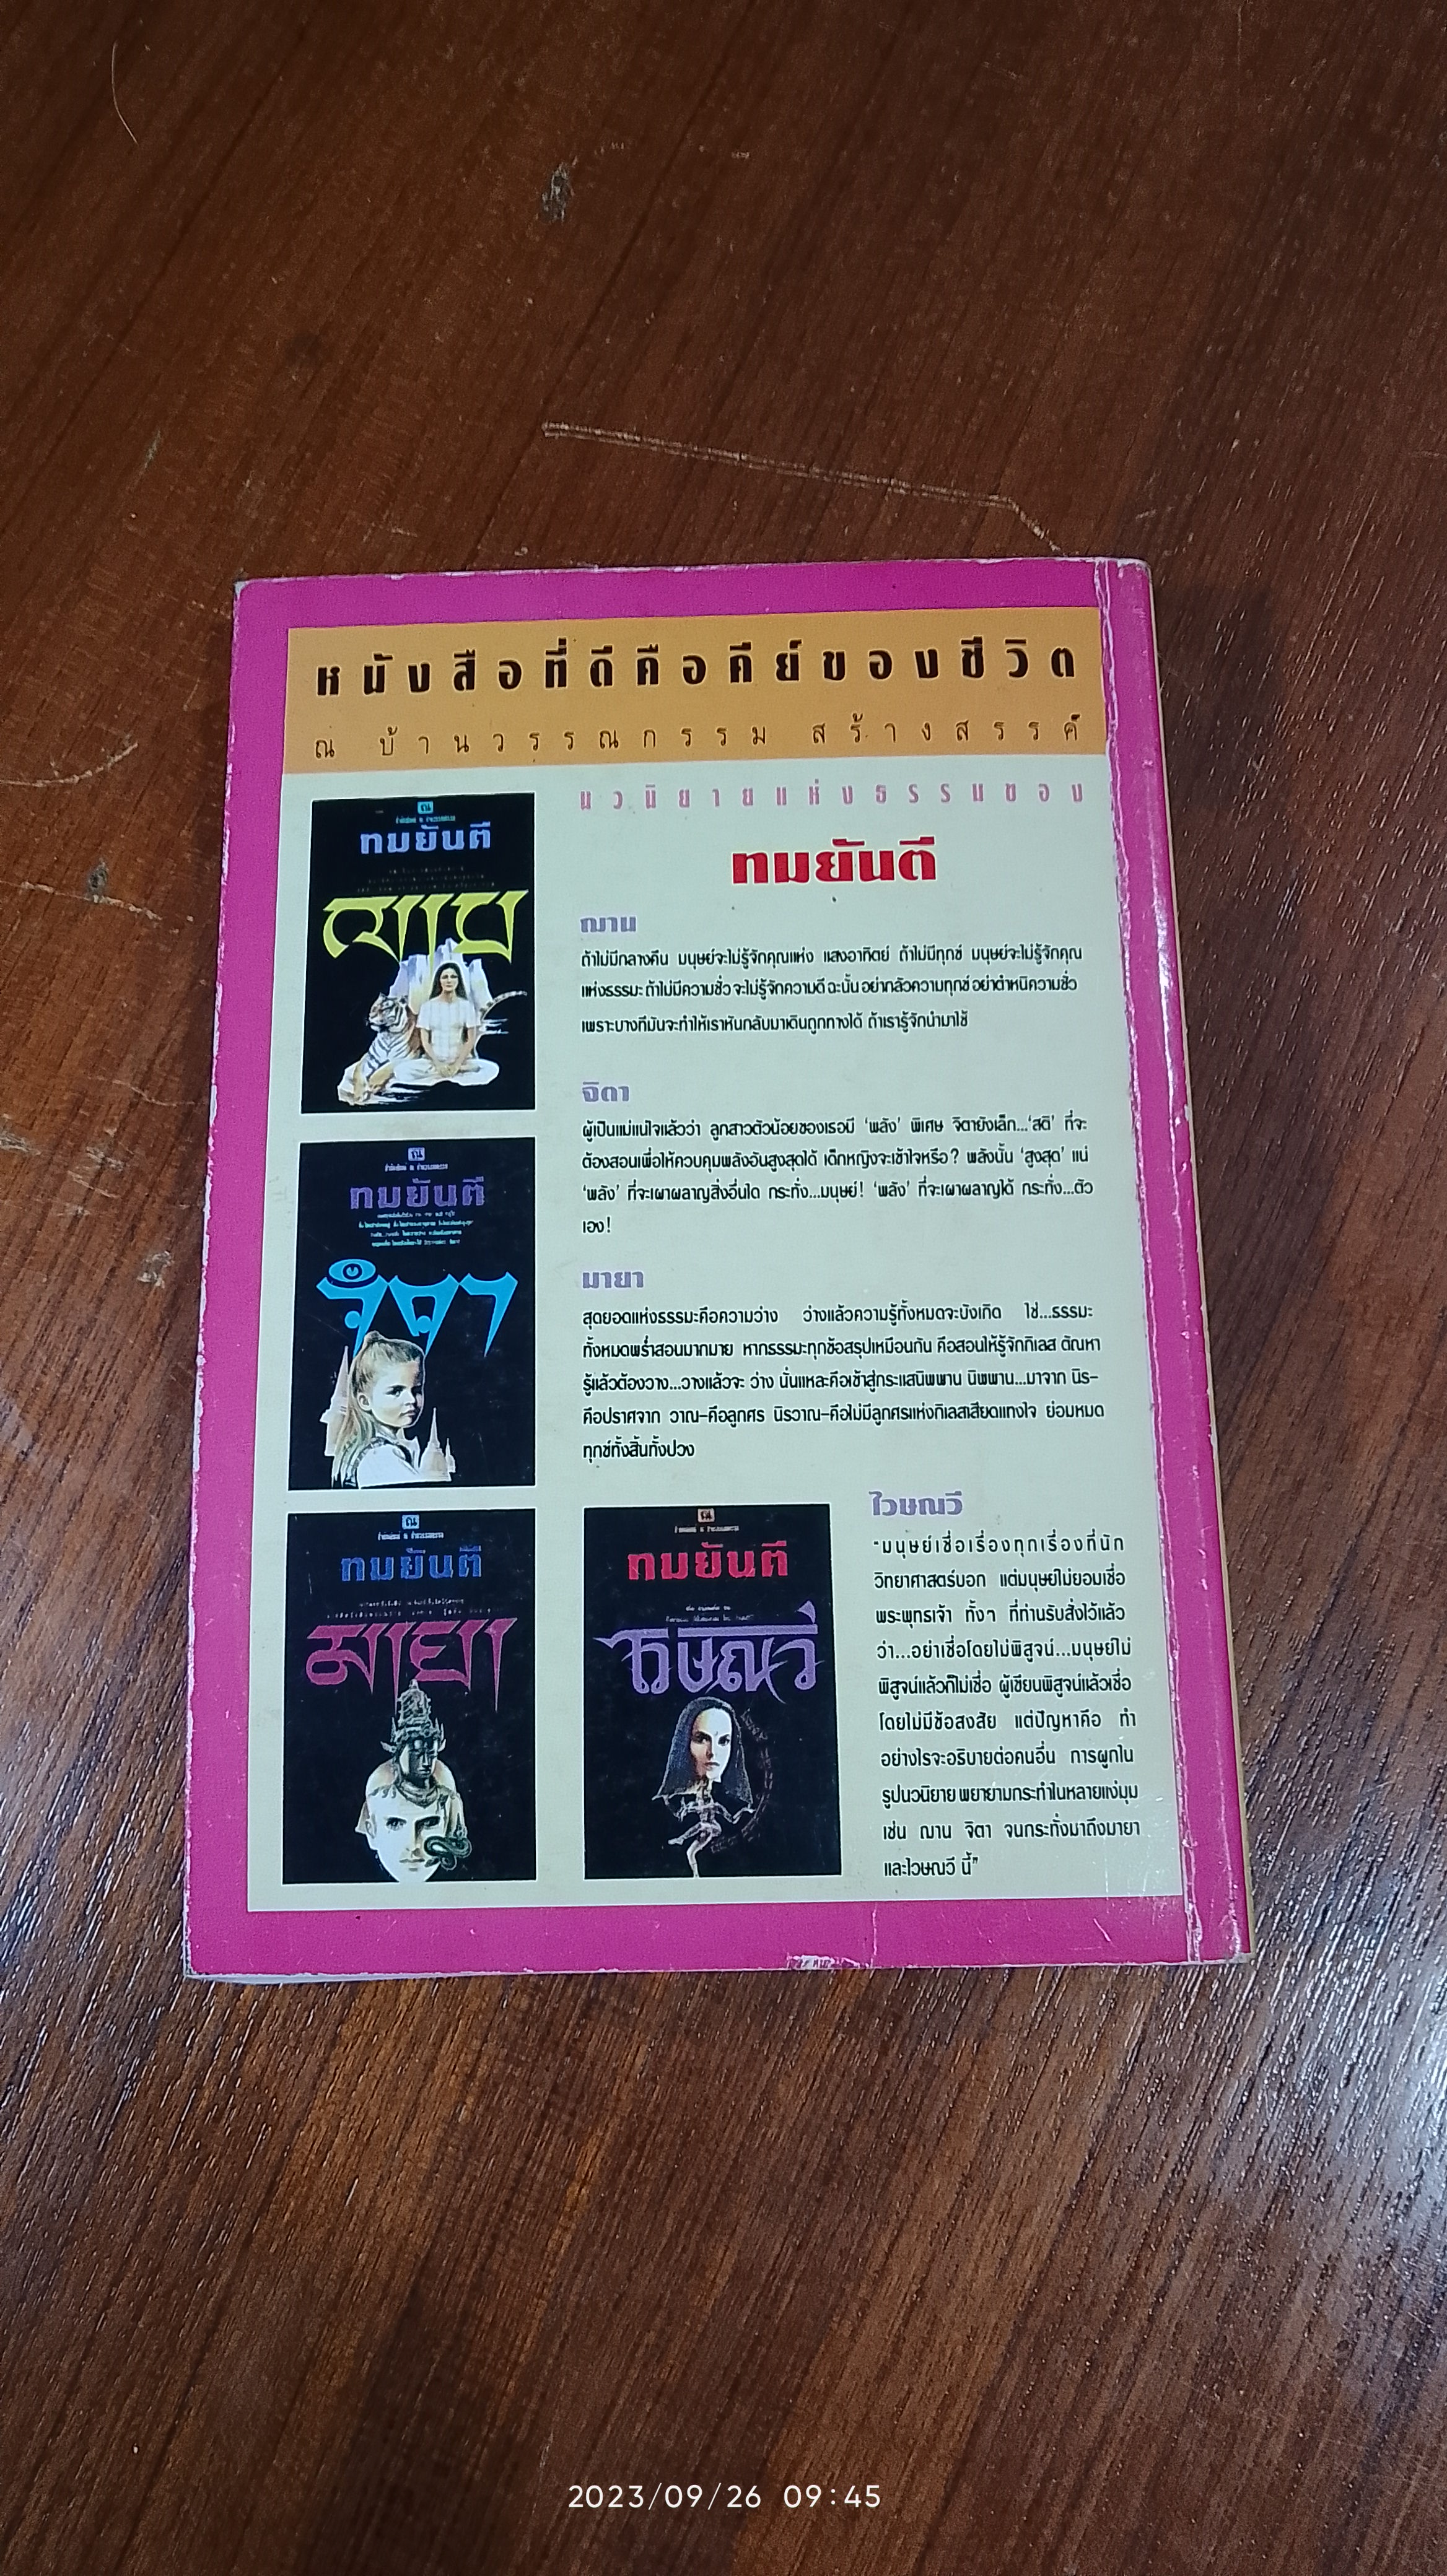 หนังสือที่ดีคือคีย์ของชีวิต
ณ บ้านวรรณกรรม สร้างสรรค์
นวนิยายแห่งธรรมของ
ทมยันตี
ฌาน
ถ้าไม่มีกลางคืน มนุษย์จะไม่รู้จักคุณแห่ง แสงอาทิตย์ ถ้าไม่มีทุกข์ มนุษย์จะไม่รู้จักคุณ
แห่งธรรมะ ถ้าไม่มีความชั่ว จะไม่รู้จักความดี ฉะนั้น อย่ากลัวความทุกข์ อย่าตำหนิความชั่ว
เพราะบางทีมันจะทำให้เราหันกลับมาเดินถูกทางได้ ถ้าเรารู้จักนำมาใช้
จิตา
ผู้เป็นแม่แน่ใจแล้วว่า ลูกสาวตัวน้อยของเธอมี ‘พลัง’ พิเศษ จิตายังเล็ก...‘สติ’ ที่จะ
ต้องสอนเพื่อให้ควบคุมพลังอันสูงสุดได้ เด็กหญิงจะเข้าใจหรือ? พลังนั้น ‘สูงสุด’ แน่
‘พลัง’ ที่จะเผาผลาญสิ่งอื่นใด กระทั่ง...มนุษย์! ‘พลัง’ ที่จะเผาผลาญได้ กระทั่ง...ตัว
เอง!
มายา
สุดยอดแห่งธรรมะคือความว่าง ว่างแล้วความรู้ทั้งหมดจะบังเกิด ใช่...ธรรมะ
ทั้งหมดพร่ำสอนมากมาย หากธรรมะทุกข้อสรุปเหมือนกัน คือสอนให้รู้จักกิเลส ตัณหา
รู้แล้วต้องวาง...วางแล้วจะ ว่าง นั่นแหละคือเข้าสู่กระแสนิพพาน นิพพาน...มาจาก นิร-
คือปราศจาก วาณ-คือลูกศร นิรวาณ-คือไม่มีลูกศรแห่งกิเลสเสียดแทงใจ ย่อมหมด
ทุกข์ทั้งสิ้นทั้งปวง
ไวษณวี
“มนุษย์เชื่อเรื่องทุกเรื่องที่นัก
วิทยาศาสตร์บอก แต่มนุษย์ไม่ยอมเชื่อ
พระพุทธเจ้า ทั้งๆ ที่ท่านรับสั่งไว้แล้ว
ว่า...อย่าเชื่อโดยไม่พิสูจน์...มนุษย์ไม่
พิสูจน์แล้วก็ไม่เชื่อ ผู้เขียนพิสูจน์แล้วเชื่อ
โดยไม่มีข้อสงสัย แต่ปัญหาคือ ทำ
อย่างไรจะอธิบายต่อคนอื่น การผูกใน
รูปนวนิยาย พยายามกระทำในหลายแง่มุม
เช่น ฌาน จิตา จนกระทั่งมาถึงมายา
และไวษณวี นี้”
ณ
ทมยันตี
ฌาน
ณ
ทมยันตี
จิตา
ณ
ทมยันตี
มายา
ณ
ทมยันตี
ไวษณวี
2023/09/26 09:45